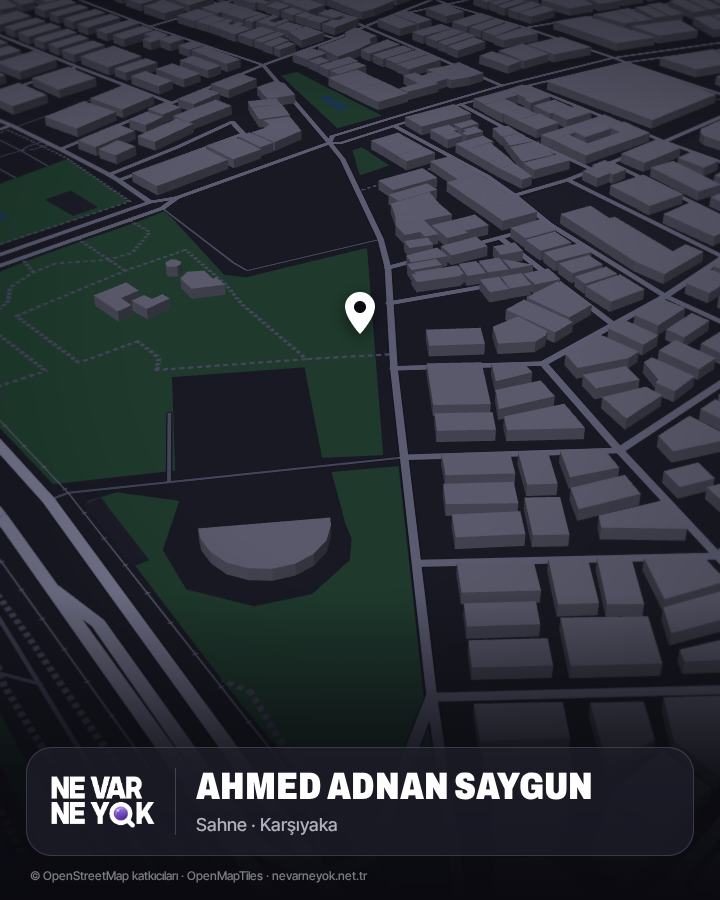 NE VAR
NE YOK
AHMED ADNAN SAYGUN
Sahne · Karşıyaka
© OpenStreetMap katkıcıları · OpenMapTiles · nevarneyok.net.tr